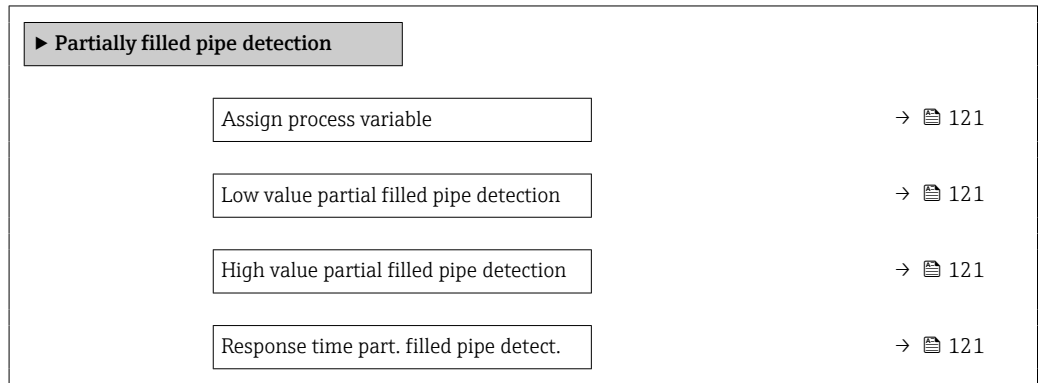 ▶ Partially filled pipe detection
Assign process variable → 121
Low value partial filled pipe detection → 121
High value partial filled pipe detection → 121
Response time part. filled pipe detect. → 121